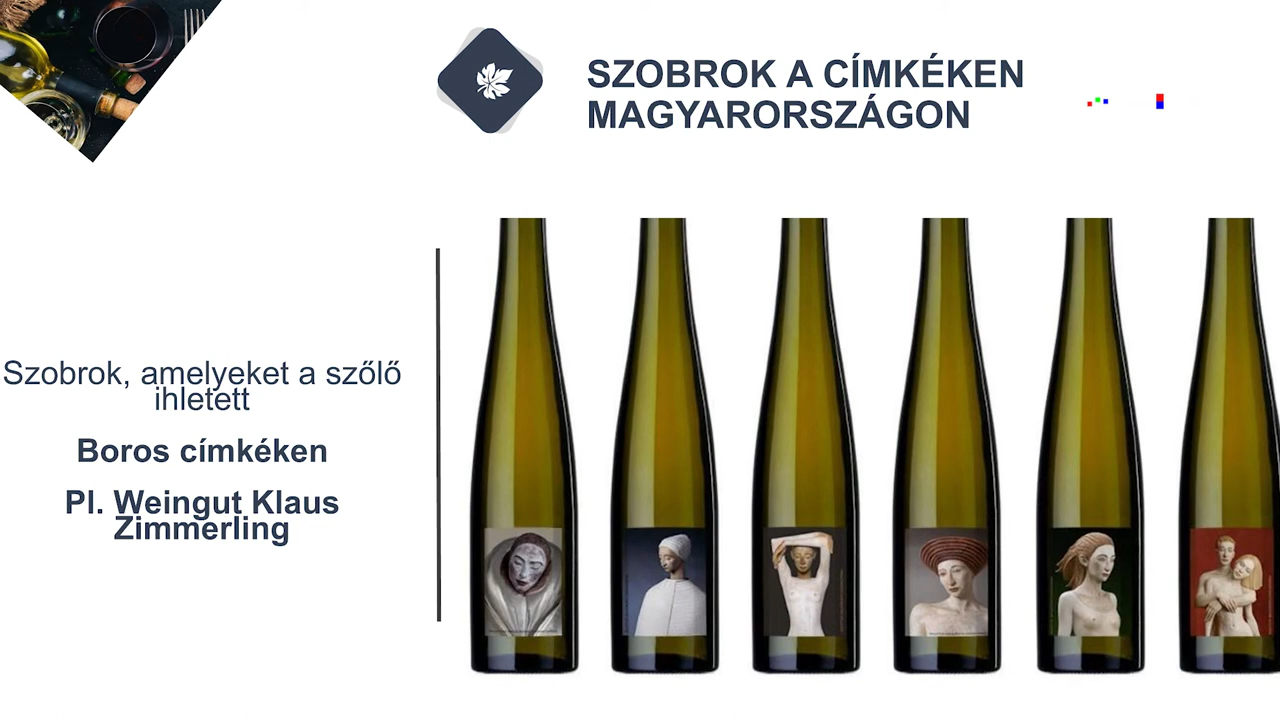 SZOBROK A CÍMKÉKEN
MAGYARORSZÁGON
Szobrok, amelyeket a szőlő
ihletett
Boros címkéken
Pl. Weingut Klaus
Zimmerling